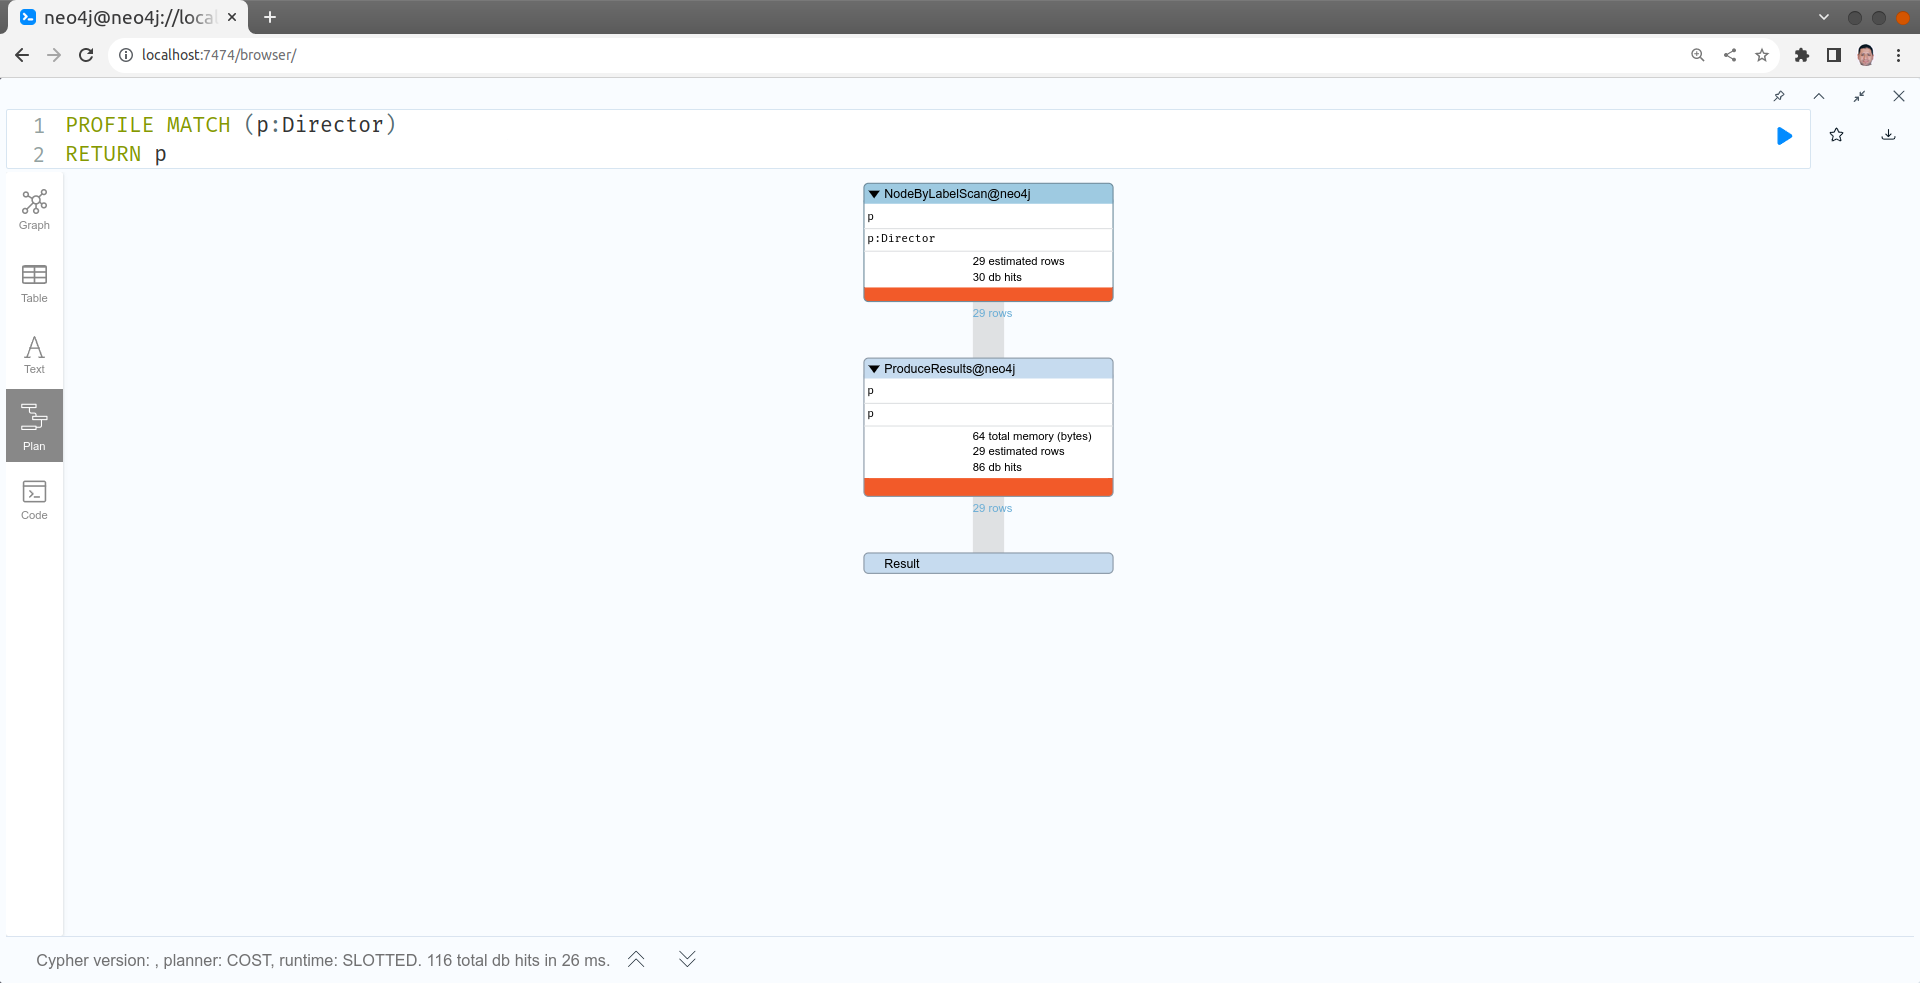 neo4j@neo4j://loca
localhost:7474/browser/
1 PROFILE MATCH (p:Director)
2 RETURN p
Graph
Table
Text
Plan
Code
NodeByLabelScan@neo4j
p
p:Director
29 estimated rows
30 db hits
29 rows
ProduceResults@neo4j
p
p
64 total memory (bytes)
29 estimated rows
86 db hits
29 rows
Result
Cypher version: , planner: COST, runtime: SLOTTED. 116 total db hits in 26 ms.